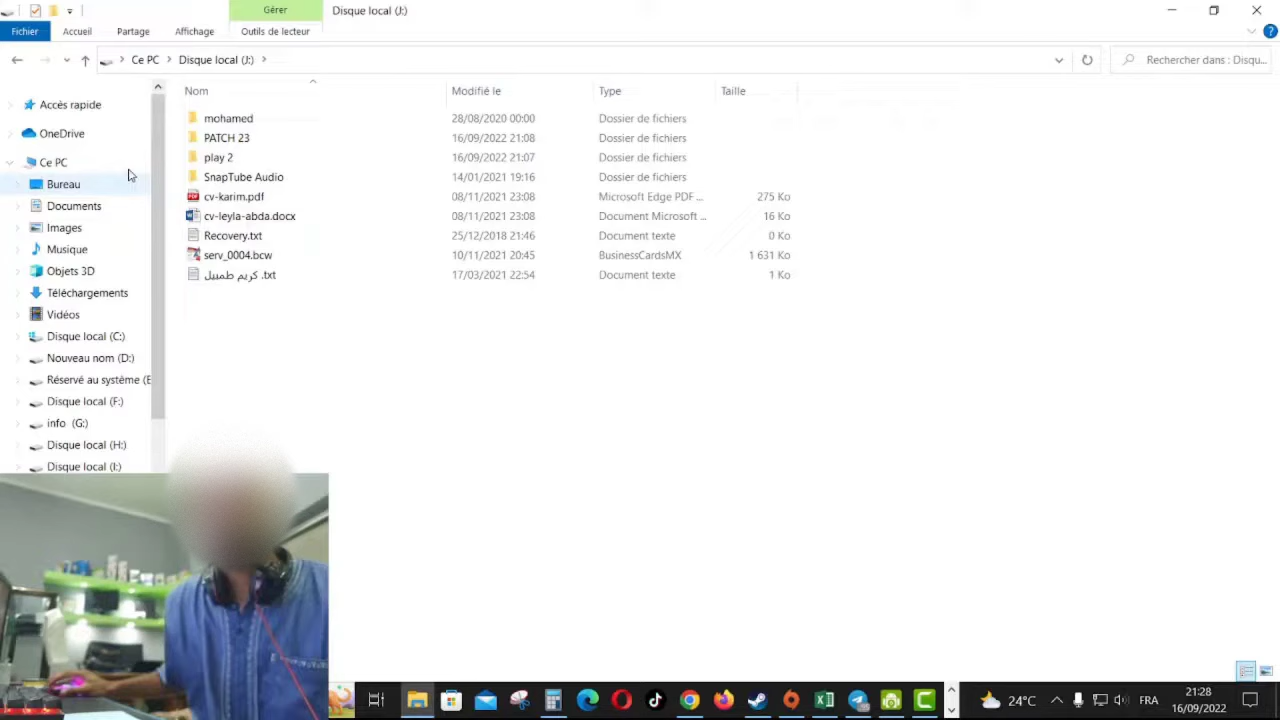 Gérer
Disque local (J:)
Fichier
Accueil
Partage
Affichage
Outils de lecteur
Ce PC
Disque local (J:)
Rechercher dans : Disqu...
Nom
Modifié le
Type
Taille
Accès rapide
OneDrive
Ce PC
Bureau
Documents
Images
Musique
Objets 3D
Téléchargements
Vidéos
Disque local (C:)
Nouveau nom (D:)
Réservé au système (E
Disque local (F:)
info (G:)
Disque local (H:)
Disque local (I:)
mohamed 28/08/2020 00:00 Dossier de fichiers
PATCH 23 16/09/2022 21:08 Dossier de fichiers
play 2 16/09/2022 21:07 Dossier de fichiers
SnapTube Audio 14/01/2021 19:16 Dossier de fichiers
cv-karim.pdf 08/11/2021 23:08 Microsoft Edge PDF ... 275 Ko
cv-leyla-abda.docx 08/11/2021 23:08 Document Microsoft ... 16 Ko
Recovery.txt 25/12/2018 21:46 Document texte 0 Ko
serv_0004.bcw 10/11/2021 20:45 BusinessCardsMX 1 631 Ko
كريم طمبيل .txt 17/03/2021 22:54 Document texte 1 Ko
24°C
FRA
21:28
16/09/2022